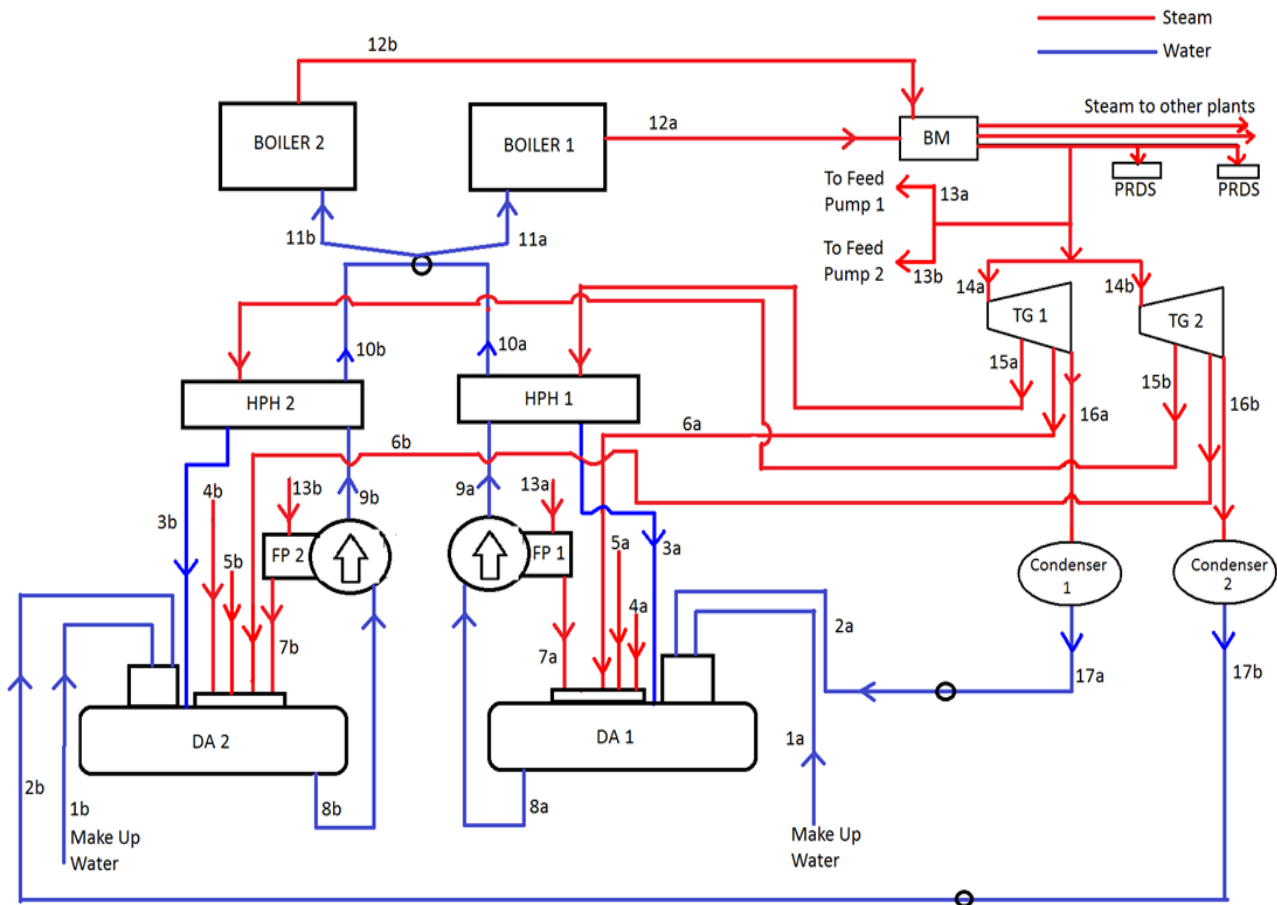 Steam
Water
12b
BOILER 2
BOILER 1
12a
BM
Steam to other plants
PRDS
PRDS
To Feed
Pump 1
13a
To Feed
Pump 2
13b
11b
11a
14a
14b
TG 1
TG 2
10b
10a
15a
15b
HPH 2
HPH 1
16a
16b
6b
6a
4b
13b
9b
9a
13a
3b
5b
FP 2
FP 1
5a
3a
Condenser
1
Condenser
2
4a
2a
7b
7a
17a
17b
DA 2
DA 1
1a
2b
1b
8b
8a
Make Up
Water
Make Up
Water